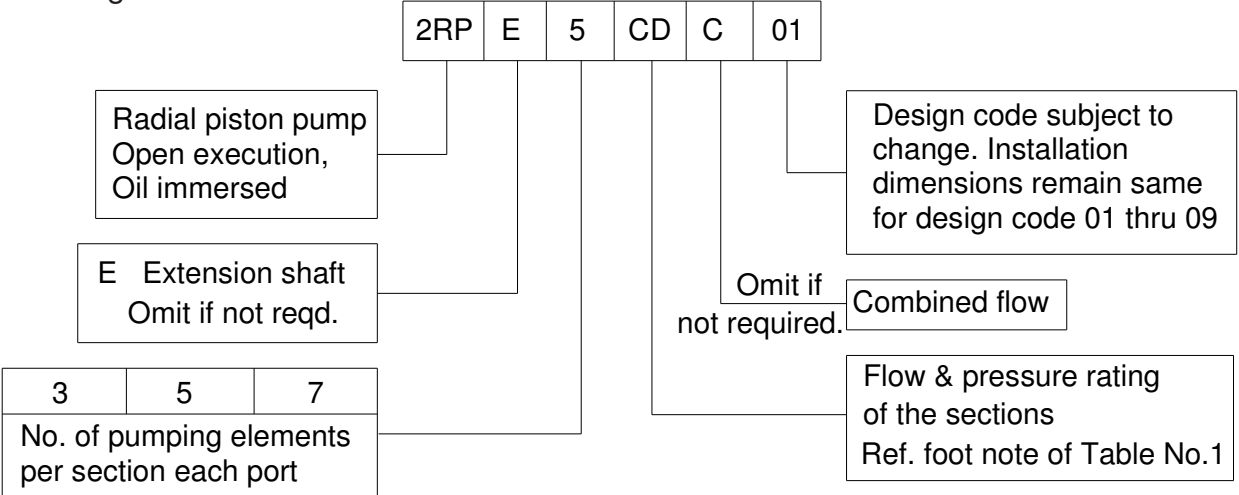 2RP E 5 CD C 01
Radial piston pump
Open execution,
Oil immersed
E Extension shaft
Omit if not reqd.
3 5 7
No. of pumping elements
per section each port
Design code subject to
change. Installation
dimensions remain same
for design code 01 thru 09
Omit if
not required.
Combined flow
Flow & pressure rating
of the sections
Ref. foot note of Table No.1